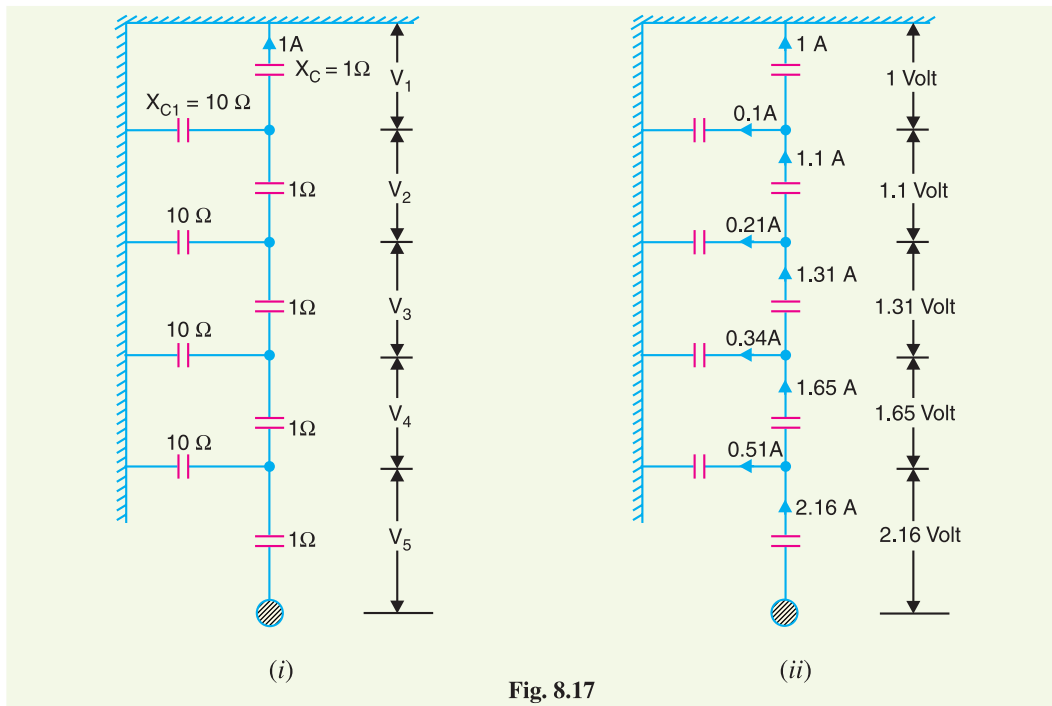 1A
X_C = 1Ω
V_1
X_C1 = 10 Ω
1Ω
V_2
10 Ω
1Ω
V_3
10 Ω
1Ω
V_4
10 Ω
1Ω
V_5
(i)
1 A
1 Volt
0.1A
1.1 A
1.1 Volt
0.21A
1.31 A
1.31 Volt
0.34A
1.65 A
1.65 Volt
0.51A
2.16 A
2.16 Volt
(ii)
Fig. 8.17